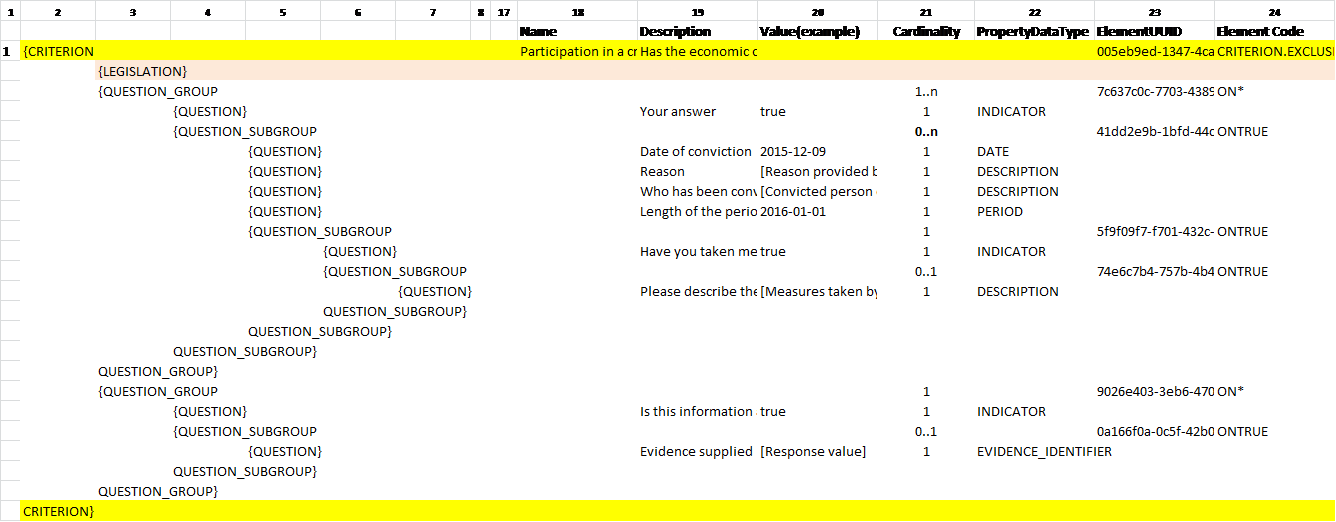 1 2 3 4 5 6 7 8 17 18 19 20 21 22 23 24
Name Description Value(example) Cardinality PropertyDataType ElementUUID Element Code
1 {CRITERION Participation in a cr Has the economic o 005eb9ed-1347-4ca CRITERION.EXCLUSI
{LEGISLATION}
{QUESTION_GROUP 1..n 7c637c0c-7703-4389 ON*
{QUESTION} Your answer true 1 INDICATOR
{QUESTION_SUBGROUP 0..n 41dd2e9b-1bfd-44c ONTRUE
{QUESTION} Date of conviction 2015-12-09 1 DATE
{QUESTION} Reason [Reason provided b 1 DESCRIPTION
{QUESTION} Who has been conv [Convicted person 1 DESCRIPTION
{QUESTION} Length of the perio 2016-01-01 1 PERIOD
{QUESTION_SUBGROUP 1 5f9f09f7-f701-432c- ONTRUE
{QUESTION} Have you taken me true 1 INDICATOR
{QUESTION_SUBGROUP 0..1 74e6c7b4-757b-4b4 ONTRUE
{QUESTION} Please describe the [Measures taken by 1 DESCRIPTION
QUESTION_SUBGROUP}
QUESTION_SUBGROUP}
QUESTION_SUBGROUP}
QUESTION_GROUP}
{QUESTION_GROUP 1 9026e403-3eb6-470 ON*
{QUESTION} Is this information true 1 INDICATOR
{QUESTION_SUBGROUP 0..1 0a166f0a-0c5f-42b0 ONTRUE
{QUESTION} Evidence supplied [Response value] 1 EVIDENCE_IDENTIFIER
QUESTION_SUBGROUP}
QUESTION_GROUP}
CRITERION}